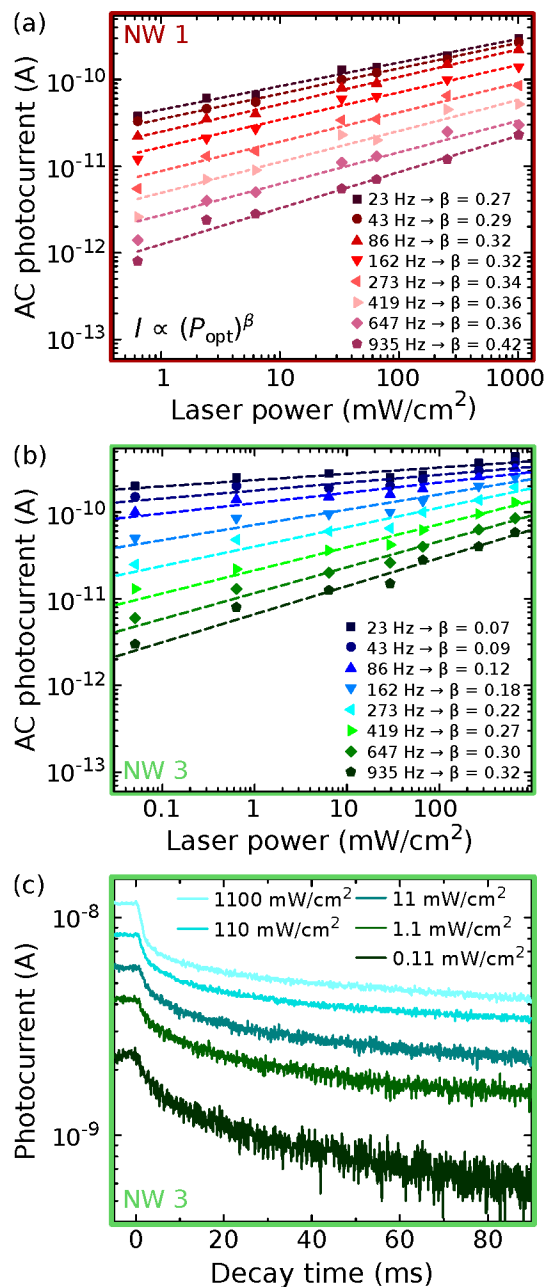 (a)
NW 1
10⁻¹⁰
10⁻¹¹
10⁻¹²
10⁻¹³
AC photocurrent (A)
23 Hz → β = 0.27
43 Hz → β = 0.29
86 Hz → β = 0.32
162 Hz → β = 0.32
273 Hz → β = 0.34
419 Hz → β = 0.36
647 Hz → β = 0.36
935 Hz → β = 0.42
I ∝ (P_opt)^β
1 10 100 1000
Laser power (mW/cm²)
(b)
10⁻¹⁰
10⁻¹¹
10⁻¹²
10⁻¹³
AC photocurrent (A)
23 Hz → β = 0.07
43 Hz → β = 0.09
86 Hz → β = 0.12
162 Hz → β = 0.18
273 Hz → β = 0.22
419 Hz → β = 0.27
647 Hz → β = 0.30
935 Hz → β = 0.32
NW 3
0.1 1 10 100
Laser power (mW/cm²)
(c)
10⁻⁸
10⁻⁹
Photocurrent (A)
1100 mW/cm² 11 mW/cm²
110 mW/cm² 1.1 mW/cm²
0.11 mW/cm²
NW 3
0 20 40 60 80
Decay time (ms)